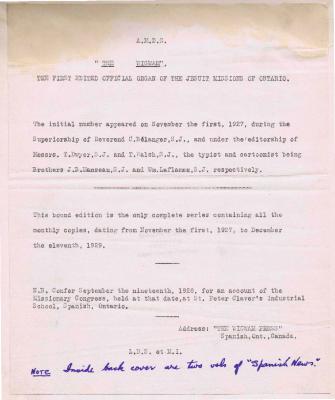 A.M.D.G.
"THE WIGWAM",
THE FIRST EDITED OFFICIAL ORGAN OF THE JESUIT MISSIONS OF ONTARIO.
The initial number appeared on November the first, 1927, during the
Superiorship of Reverend C.Bélanger,S.J., and under the editorship of
Messrs. T.Dwyer,S.J. and T.Walsh,S.J., the typist and cartoonist being
Brothers J.B.Manseau,S.J. and Wm.Laflamme,S.J. respectively.
This bound edition is the only complete series containing all the
monthly copies, dating from November the first, 1927, to December
the eleventh, 1929.
N.B. Confer September the nineteenth, 1928, for an account of the
Missionary Congress, held at that date,at St. Peter Claver's Industrial
School, Spanish, Ontario.
Address: "THE WIGWAM PRESS"
Spanish,Ont.,Canada.
L.D.S. et M.I.
NOTE Inside back cover are two vols of "Spanish News."